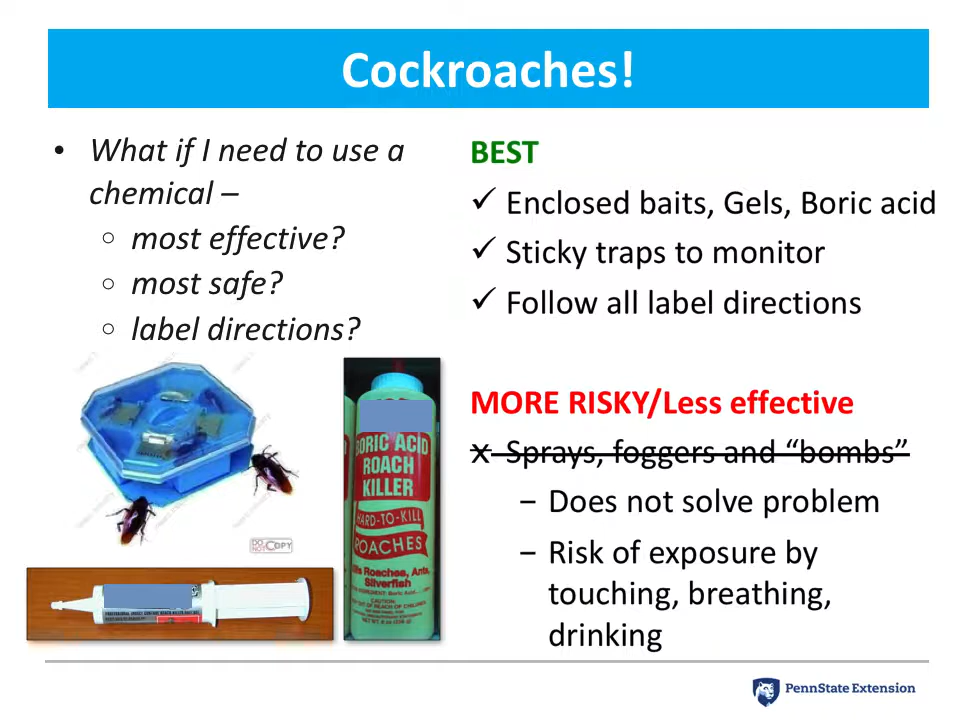 Cockroaches!
• What if I need to use a
chemical –
○ most effective?
○ most safe?
○ label directions?
BEST
✓ Enclosed baits, Gels, Boric acid
✓ Sticky traps to monitor
✓ Follow all label directions
MORE RISKY/Less effective
x Sprays, foggers and “bombs”
− Does not solve problem
− Risk of exposure by
touching, breathing,
drinking
DO NOT COPY
BORIC ACID
ROACH
KILLER
HARD-TO-KILL
ROACHES
Kills Roaches, Ants,
Silverfish
CAUTION
KEEP OUT OF REACH OF CHILDREN
NET WT. 8 oz
PennState Extension